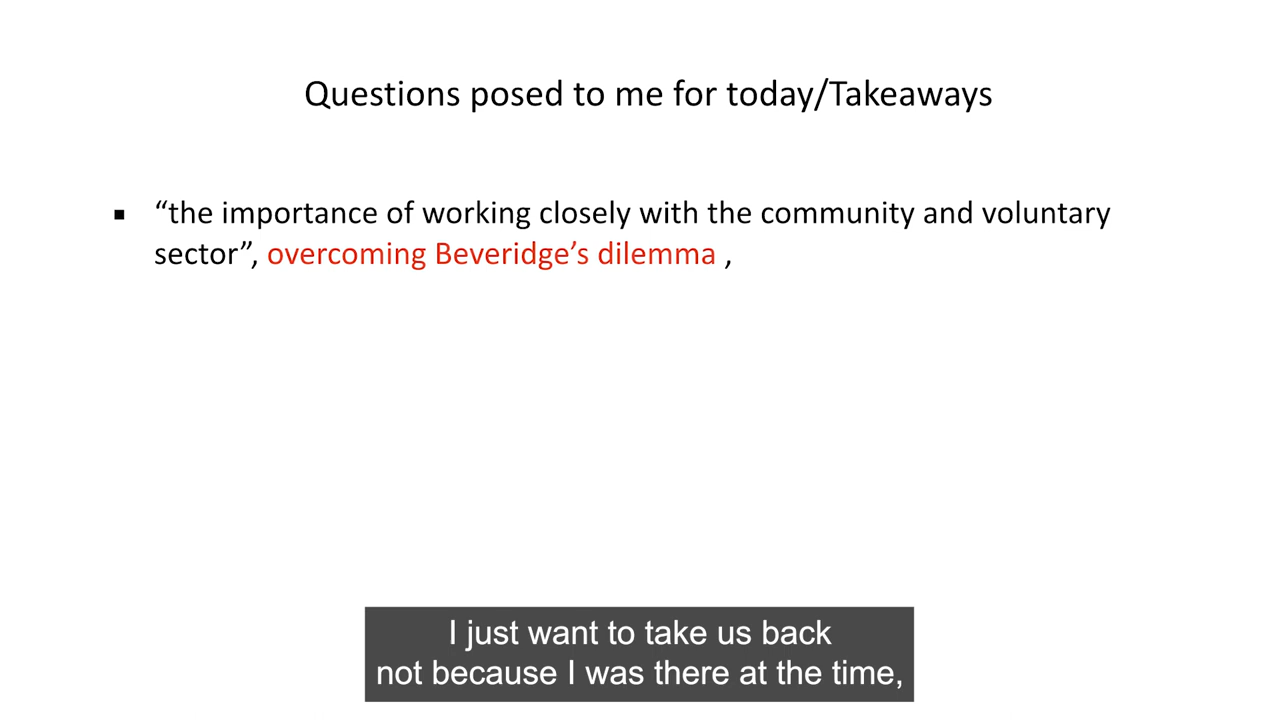 Questions posed to me for today/Takeaways
▪ “the importance of working closely with the community and voluntary
sector”, overcoming Beveridge’s dilemma ,
I just want to take us back
not because I was there at the time,